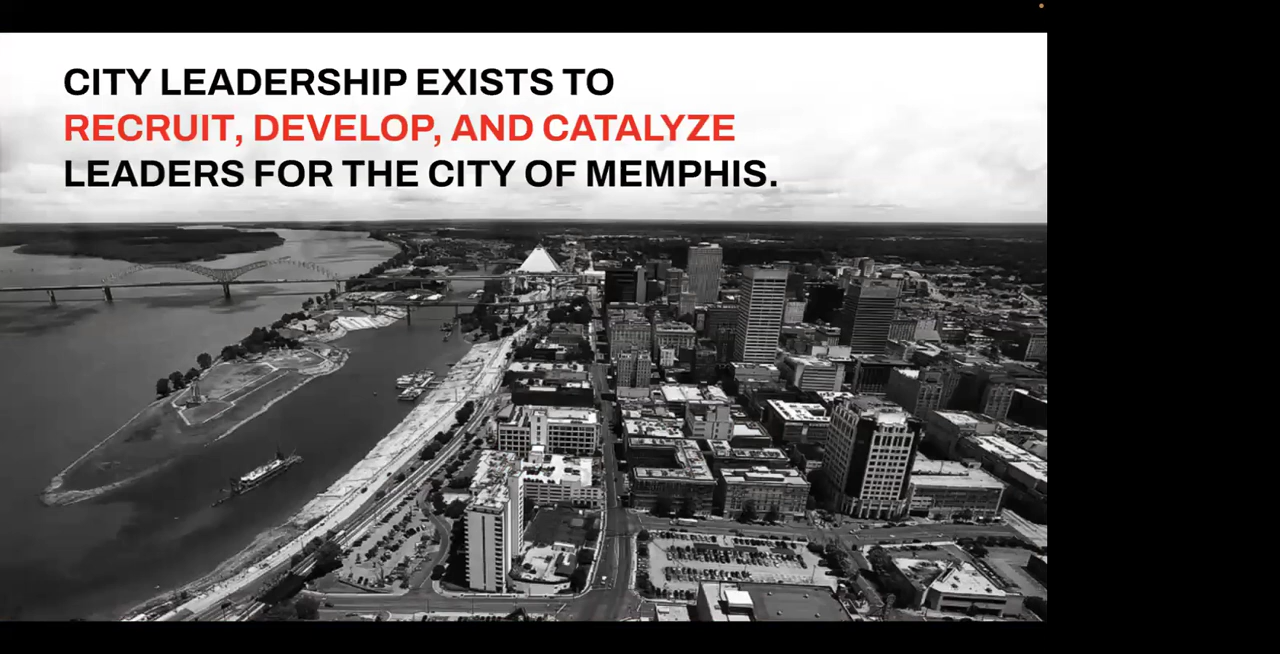 CITY LEADERSHIP EXISTS TO
RECRUIT, DEVELOP, AND CATALYZE
LEADERS FOR THE CITY OF MEMPHIS.